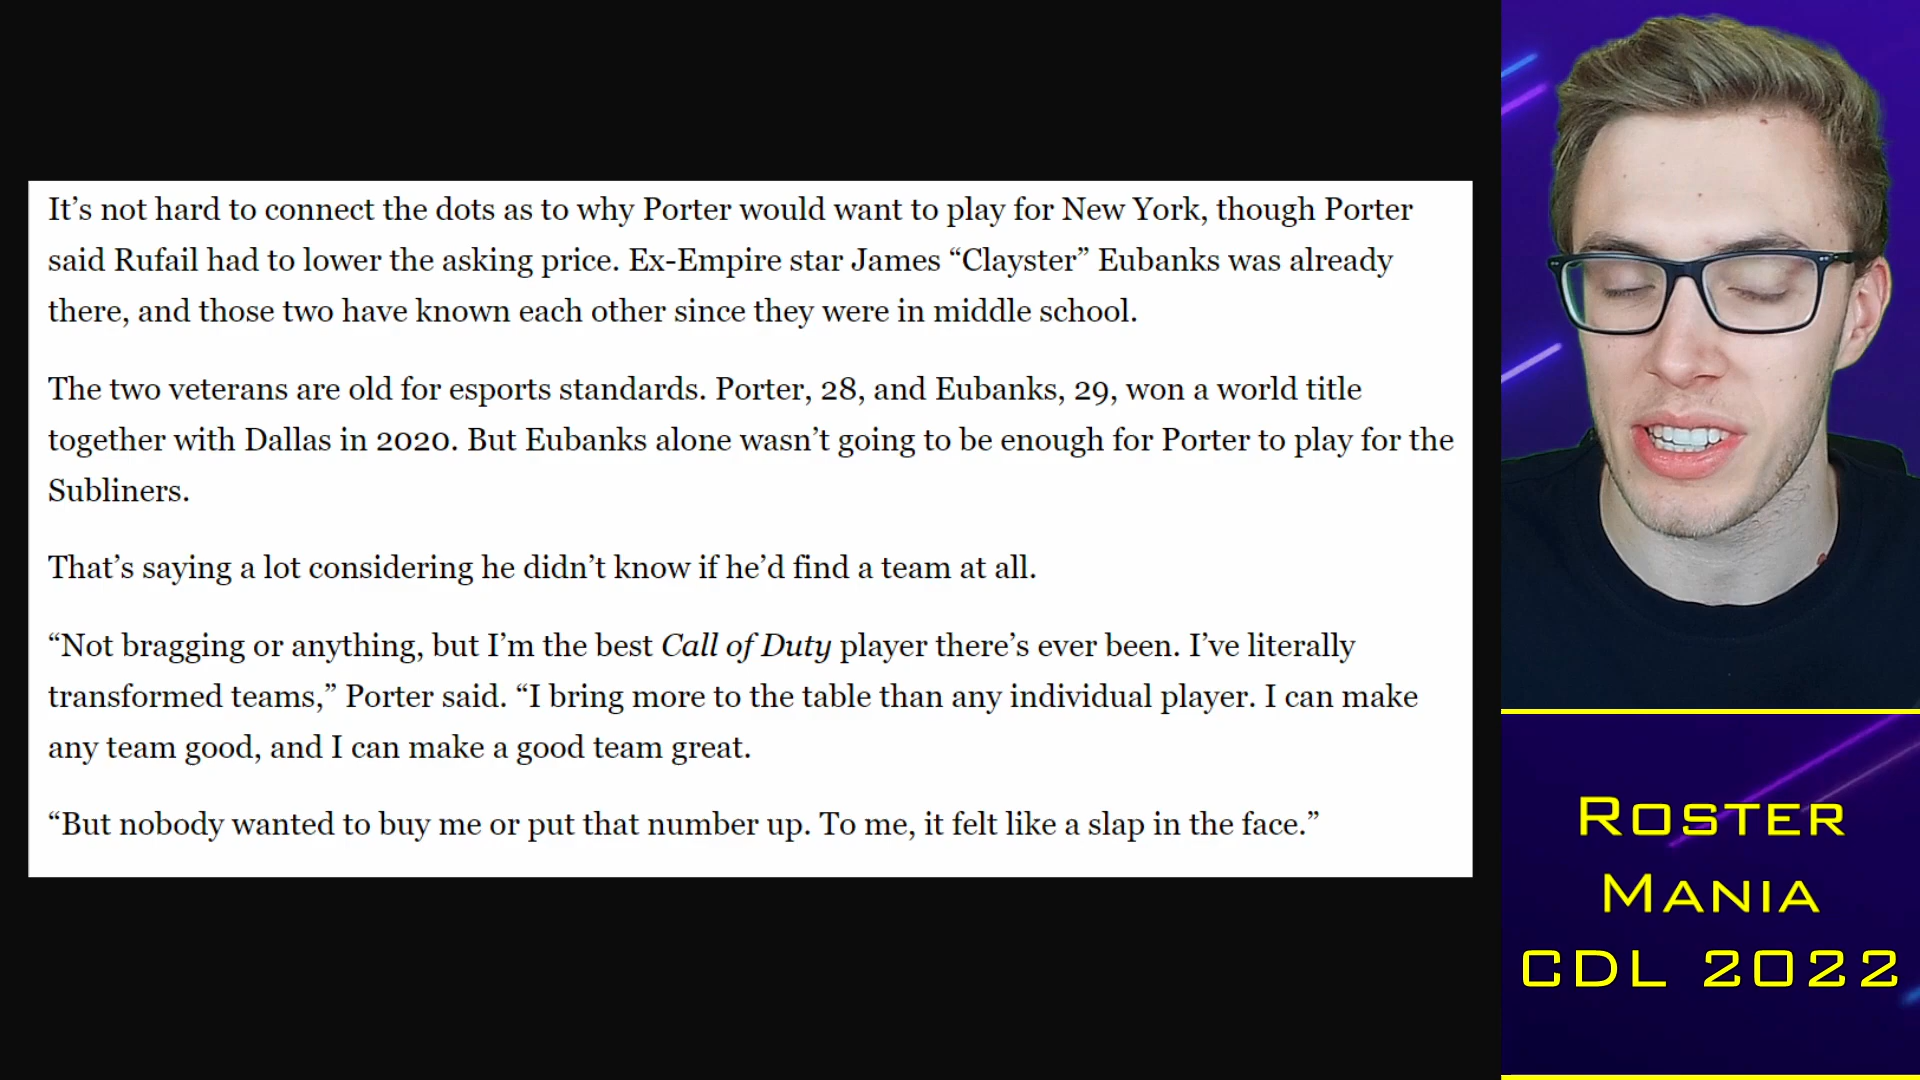 It’s not hard to connect the dots as to why Porter would want to play for New York, though Porter
said Rufail had to lower the asking price. Ex-Empire star James “Clayster” Eubanks was already
there, and those two have known each other since they were in middle school.
The two veterans are old for esports standards. Porter, 28, and Eubanks, 29, won a world title
together with Dallas in 2020. But Eubanks alone wasn’t going to be enough for Porter to play for the
Subliners.
That’s saying a lot considering he didn’t know if he’d find a team at all.
“Not bragging or anything, but I’m the best Call of Duty player there’s ever been. I’ve literally
transformed teams,” Porter said. “I bring more to the table than any individual player. I can make
any team good, and I can make a good team great.
“But nobody wanted to buy me or put that number up. To me, it felt like a slap in the face.”
Roster
Mania
CDL 2022